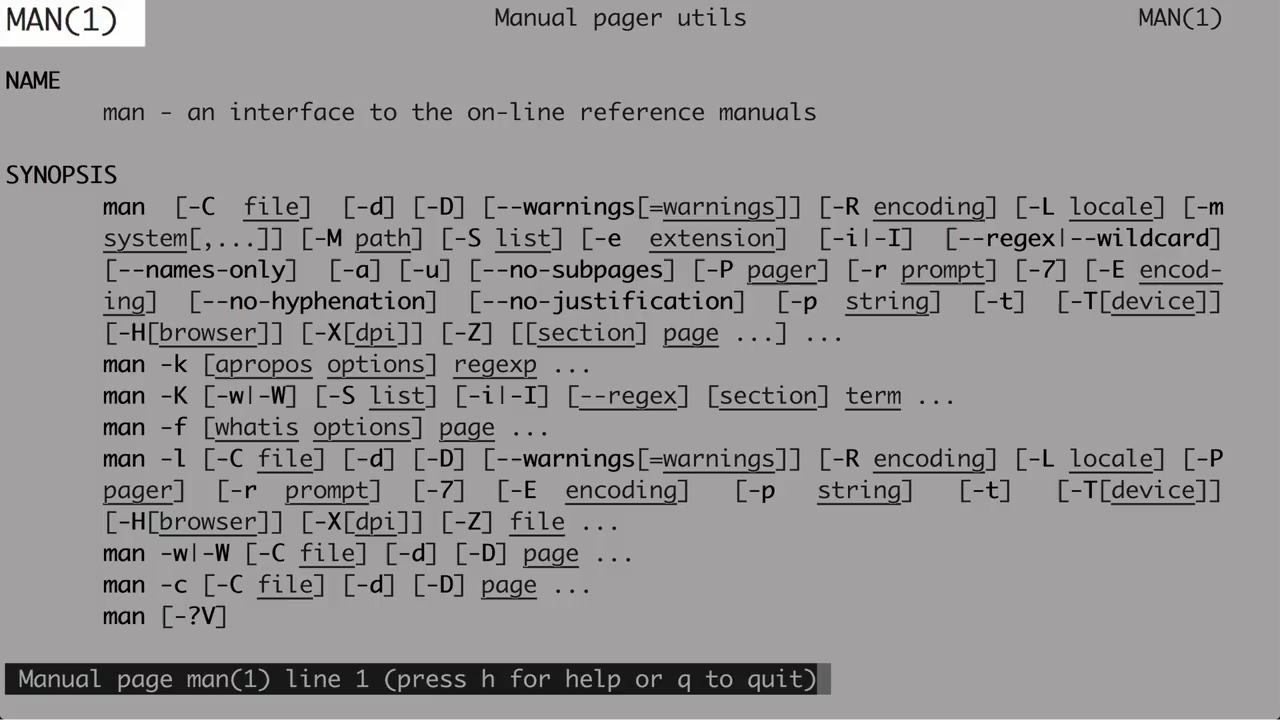 MAN(1) Manual pager utils MAN(1)
NAME
man - an interface to the on-line reference manuals
SYNOPSIS
man [-C file] [-d] [-D] [--warnings[=warnings]] [-R encoding] [-L locale] [-m
system[,...]] [-M path] [-S list] [-e extension] [-i|-I] [--regex|--wildcard]
[--names-only] [-a] [-u] [--no-subpages] [-P pager] [-r prompt] [-7] [-E encod-
ing] [--no-hyphenation] [--no-justification] [-p string] [-t] [-T[device]]
[-H[browser]] [-X[dpi]] [-Z] [[section] page ...] ...
man -k [apropos options] regexp ...
man -K [-w|-W] [-S list] [-i|-I] [--regex] [section] term ...
man -f [whatis options] page ...
man -l [-C file] [-d] [-D] [--warnings[=warnings]] [-R encoding] [-L locale] [-P
pager] [-r prompt] [-7] [-E encoding] [-p string] [-t] [-T[device]]
[-H[browser]] [-X[dpi]] [-Z] file ...
man -w|-W [-C file] [-d] [-D] page ...
man -c [-C file] [-d] [-D] page ...
man [-?V]
Manual page man(1) line 1 (press h for help or q to quit)